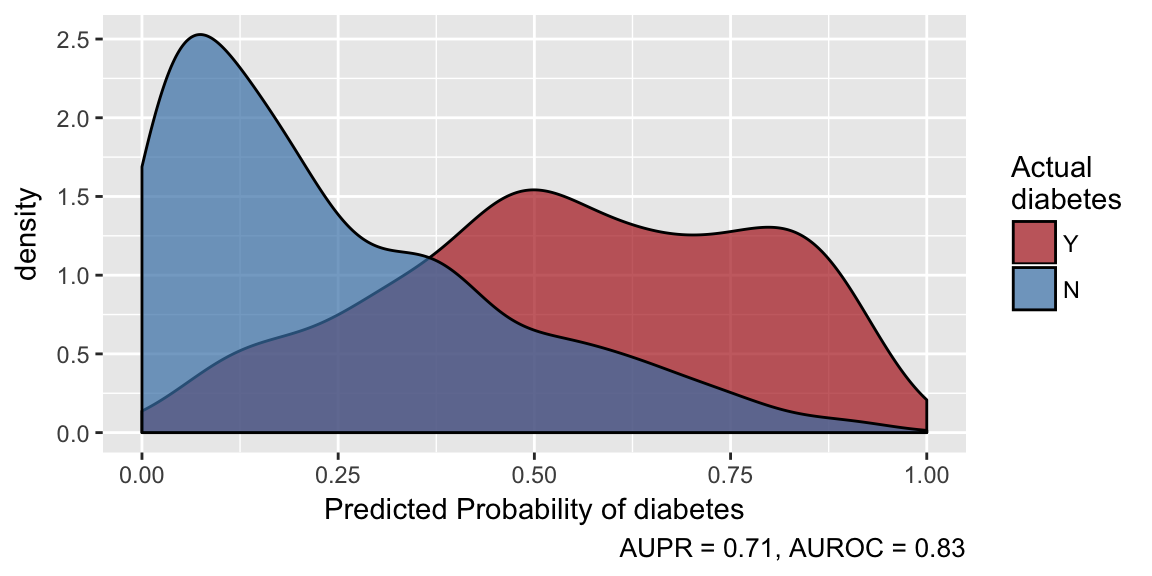 density
2.5
2.0
1.5
1.0
0.5
0.0
0.00 0.25 0.50 0.75 1.00
Predicted Probability of diabetes
AUPR = 0.71, AUROC = 0.83
Actual
diabetes
Y
N